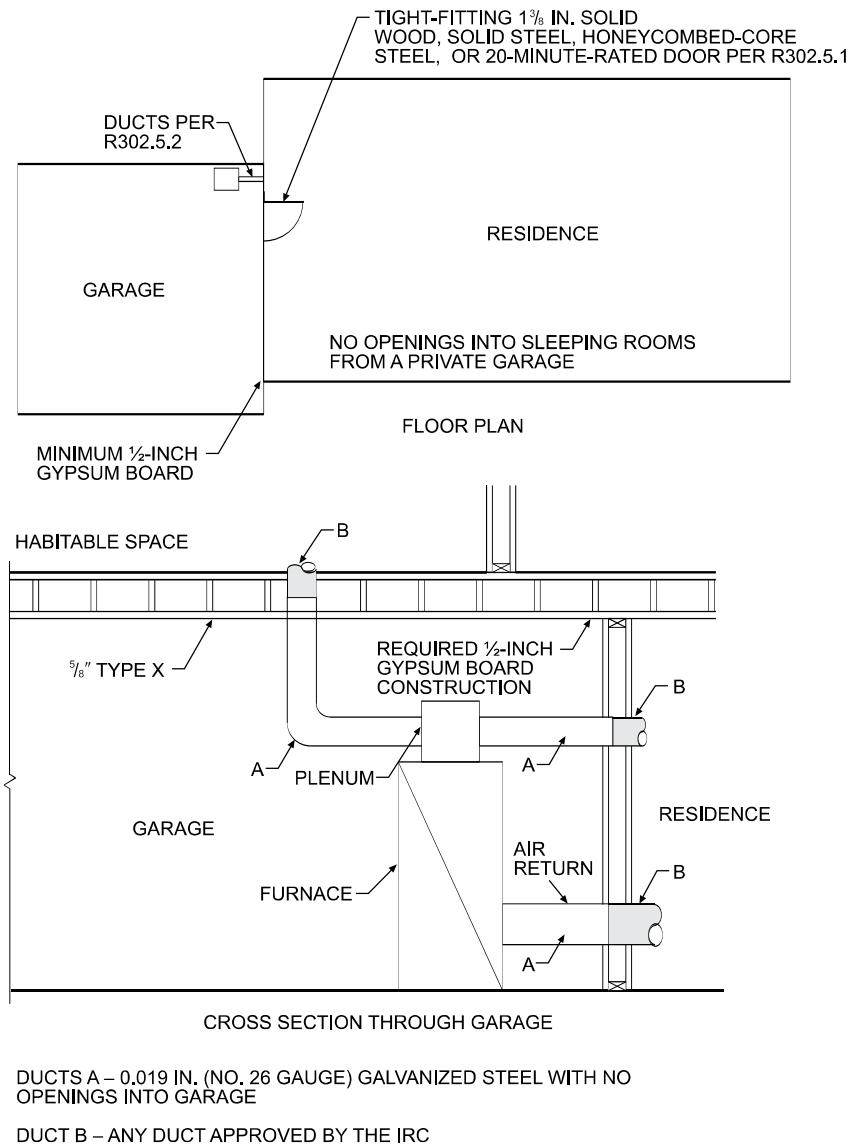 TIGHT-FITTING 1⅜ IN. SOLID
WOOD, SOLID STEEL, HONEYCOMBED-CORE
STEEL, OR 20-MINUTE-RATED DOOR PER R302.5.1
DUCTS PER
R302.5.2
RESIDENCE
GARAGE
NO OPENINGS INTO SLEEPING ROOMS
FROM A PRIVATE GARAGE
FLOOR PLAN
MINIMUM ½-INCH
GYPSUM BOARD
B
HABITABLE SPACE
⅝" TYPE X
REQUIRED ½-INCH
GYPSUM BOARD
CONSTRUCTION
B
A
PLENUM
A
GARAGE
RESIDENCE
AIR
RETURN
B
FURNACE
A
CROSS SECTION THROUGH GARAGE
DUCTS A – 0.019 IN. (NO. 26 GAUGE) GALVANIZED STEEL WITH NO
OPENINGS INTO GARAGE
DUCT B – ANY DUCT APPROVED BY THE IRC